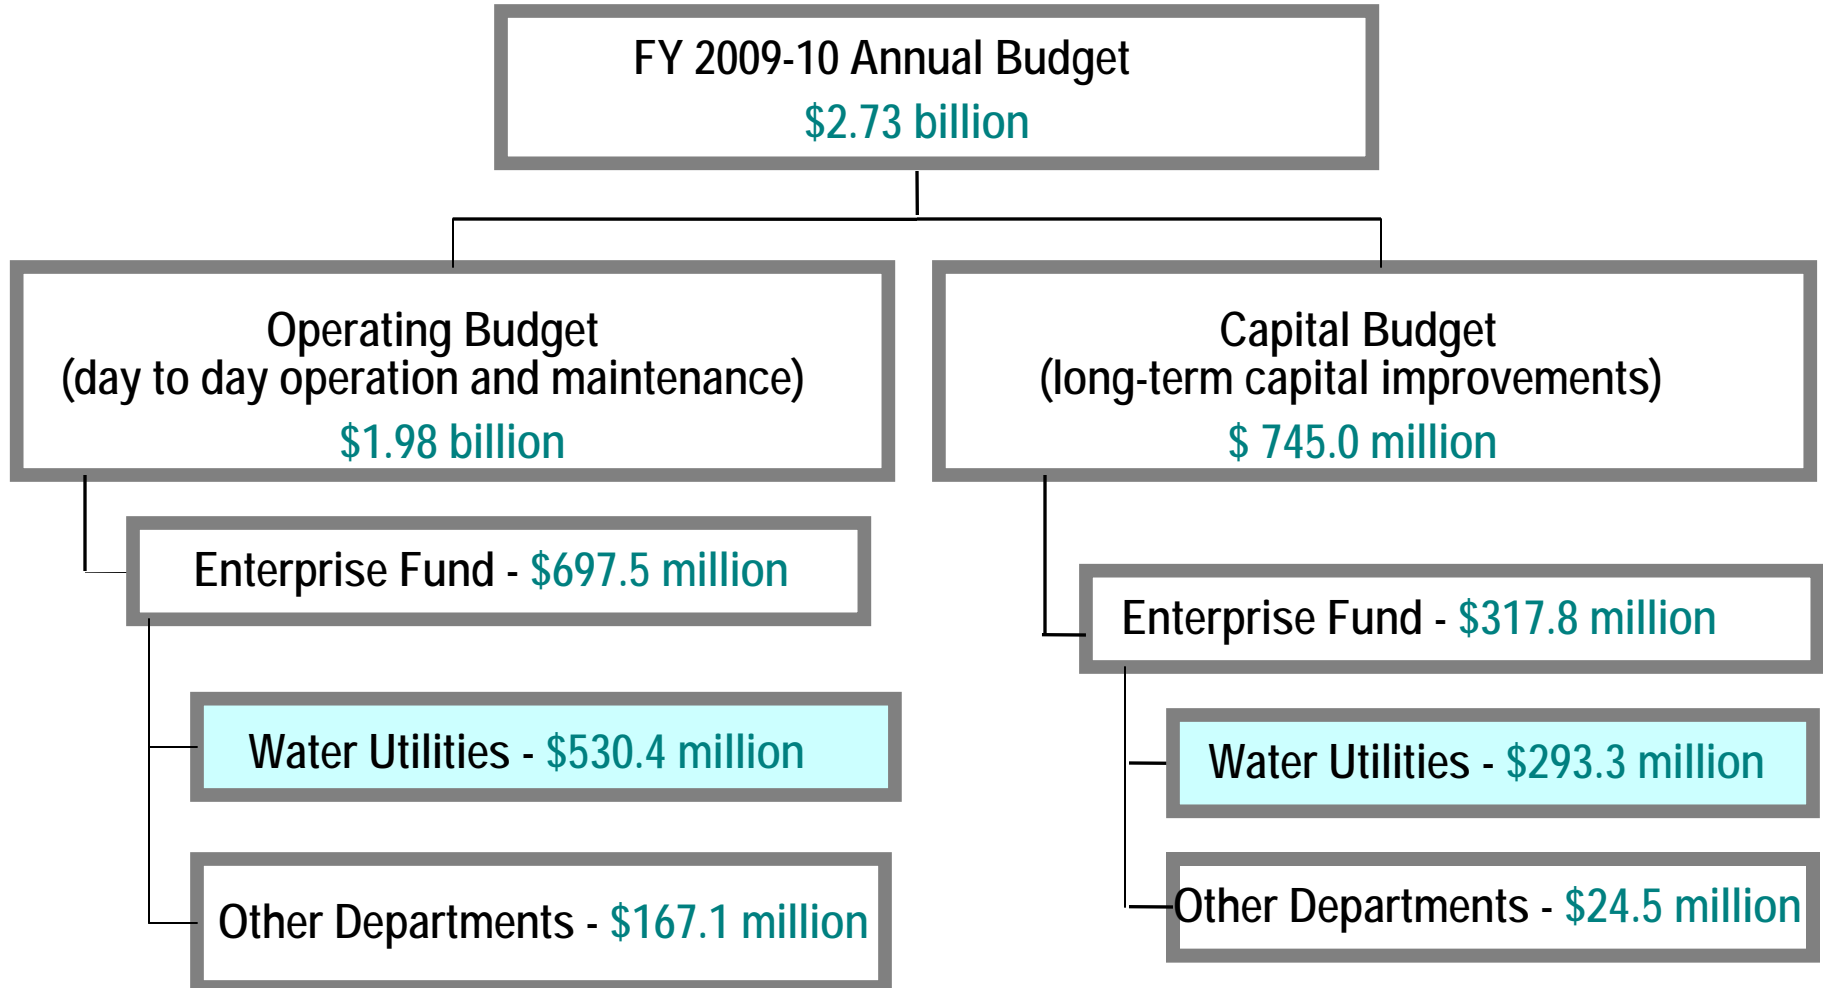 FY 2009-10 Annual Budget
$2.73 billion
Operating Budget
(day to day operation and maintenance)
$1.98 billion
Enterprise Fund - $697.5 million
Water Utilities - $530.4 million
Other Departments - $167.1 million
Capital Budget
(long-term capital improvements)
$ 745.0 million
Enterprise Fund - $317.8 million
Water Utilities - $293.3 million
Other Departments - $24.5 million